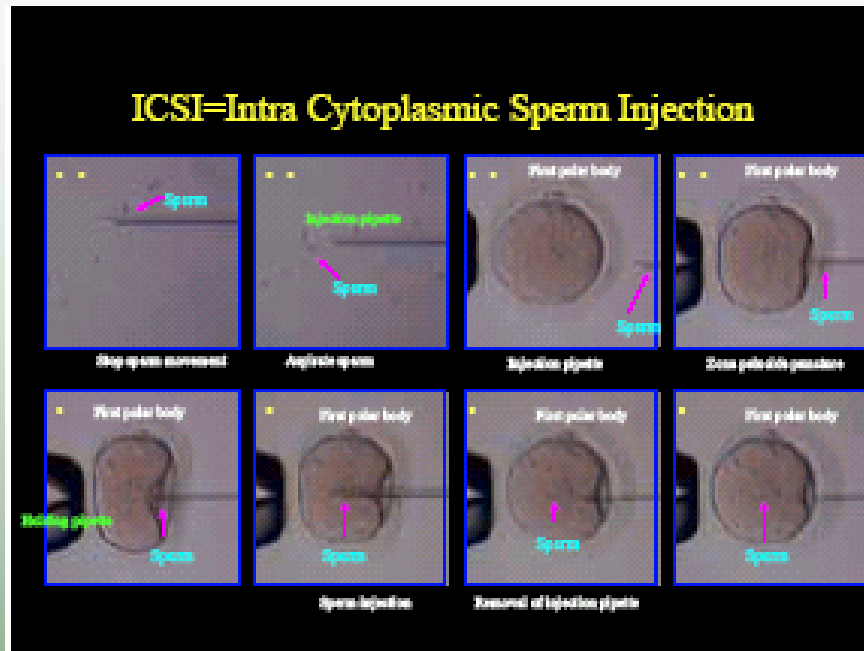 ICSI=Intra Cytoplasmic Sperm Injection
First polar body
First polar body
Sperm
Injection pipette
Sperm
Sperm
Sperm
Stop sperm movement
Aspirate sperm
Injection pipette
Zona pelucida puncture
First polar body
First polar body
First polar body
First polar body
Holding pipette
Sperm
Sperm
Sperm
Sperm
Sperm injection
Removal of injection pipette